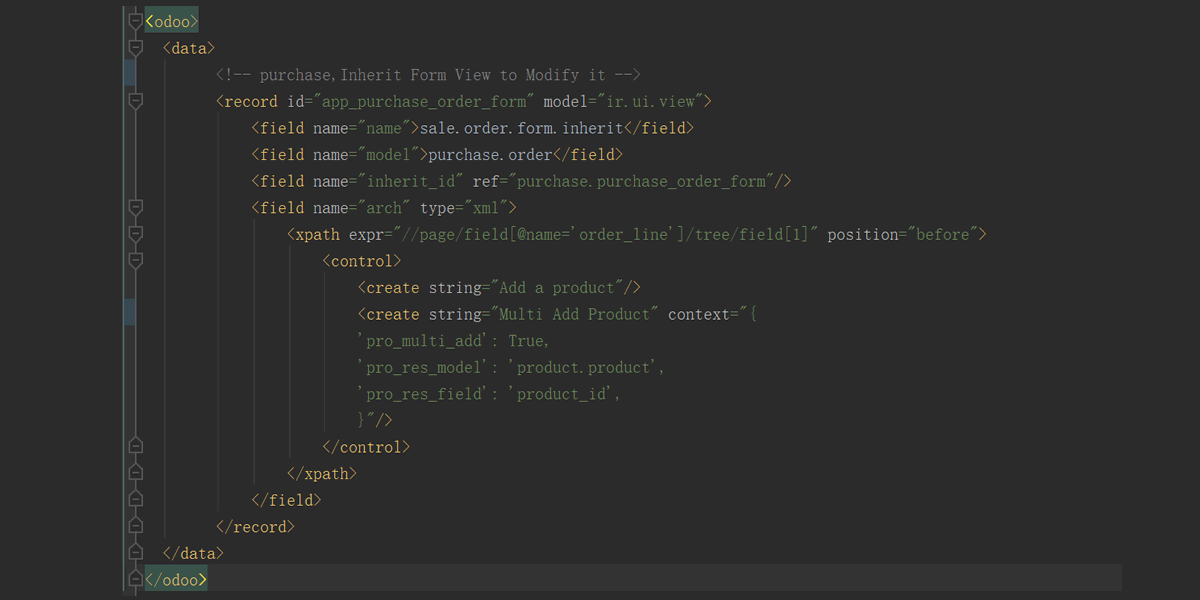 <odoo>
<data>
<!-- purchase,Inherit Form View to Modify it -->
<record id="app_purchase_order_form" model="ir.ui.view">
<field name="name">sale.order.form.inherit</field>
<field name="model">purchase.order</field>
<field name="inherit_id" ref="purchase.purchase_order_form"/>
<field name="arch" type="xml">
<xpath expr="//page/field[@name='order_line']/tree/field[1]" position="before">
<control>
<create string="Add a product"/>
<create string="Multi Add Product" context="{
'pro_multi_add': True,
'pro_res_model': 'product.product',
'pro_res_field': 'product_id',
}"/>
</control>
</xpath>
</field>
</record>
</data>
</odoo>